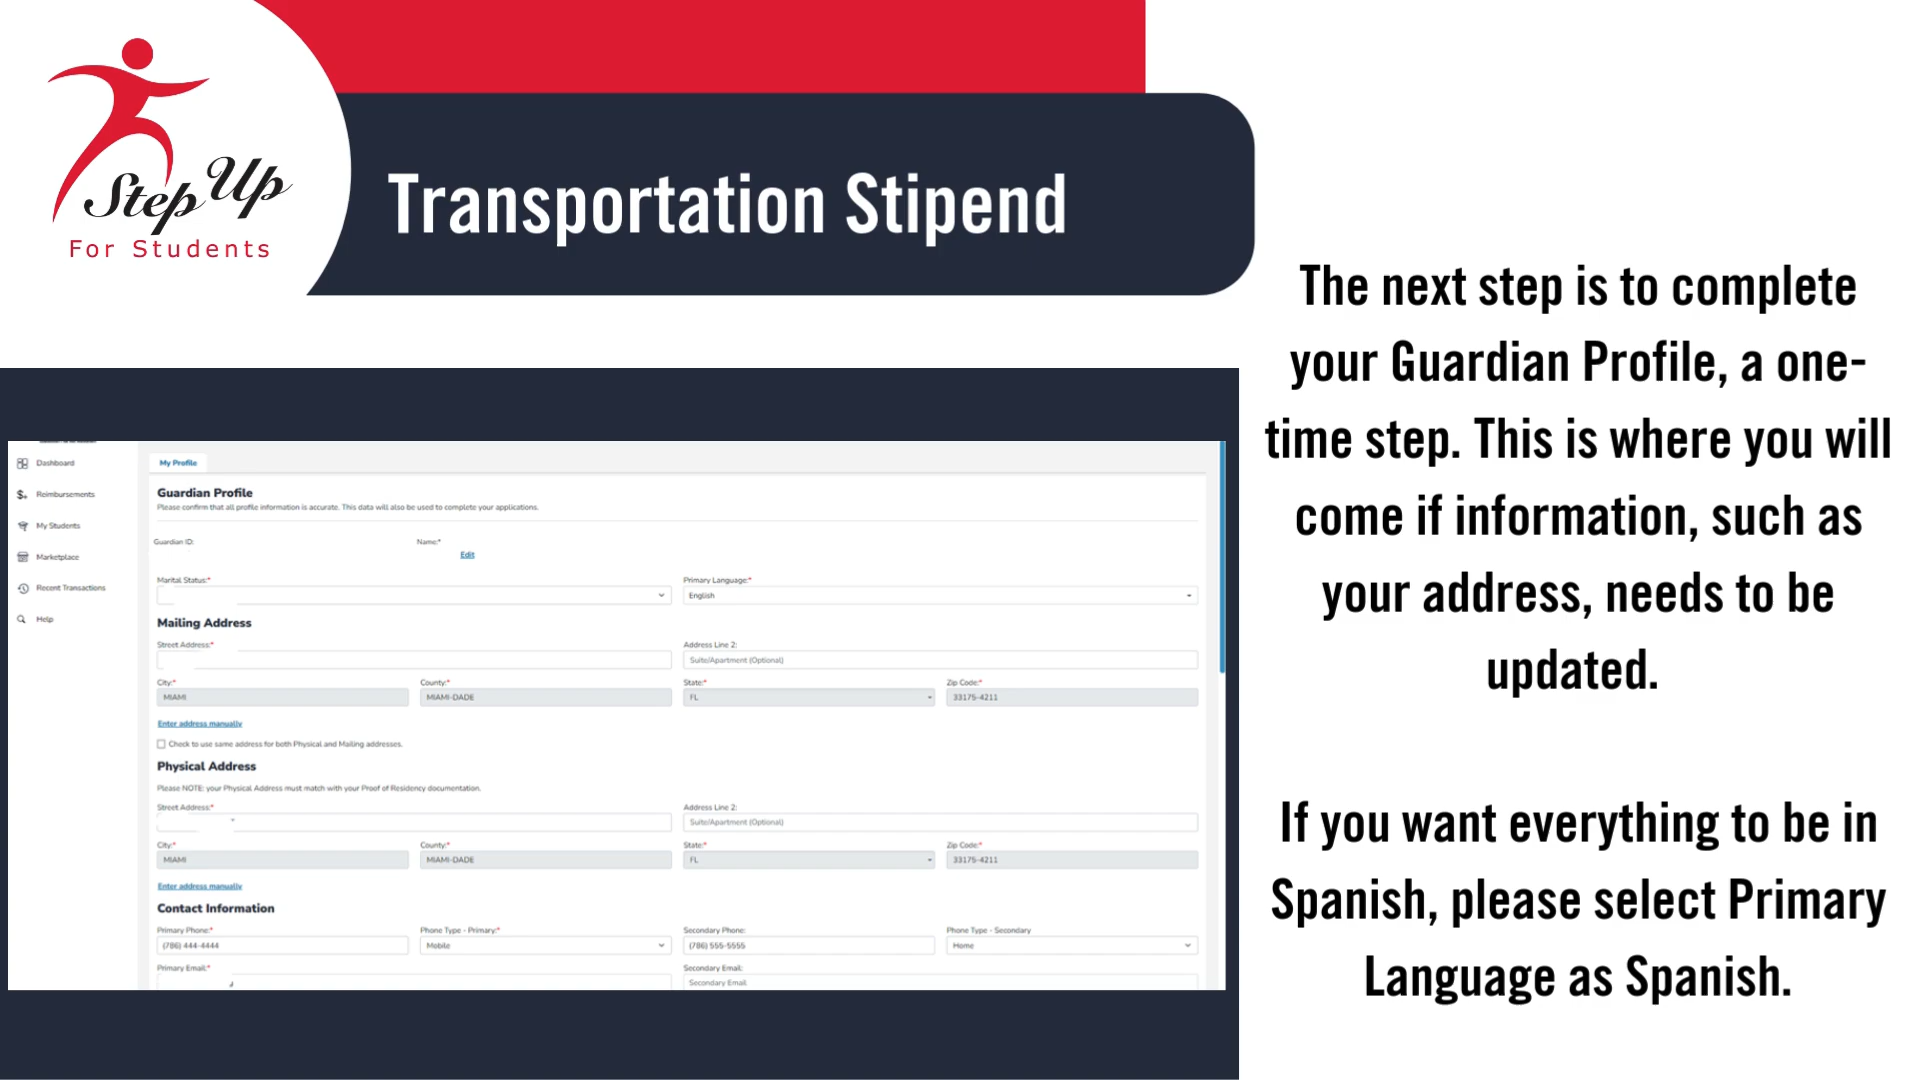 Step Up
For Students
Transportation Stipend
The next step is to complete
your Guardian Profile, a one-
time step. This is where you will
come if information, such as
your address, needs to be
updated.
If you want everything to be in
Spanish, please select Primary
Language as Spanish.
Dashboard
Reimbursements
My Students
Marketplace
Recent Transactions
Help
My Profile
Guardian Profile
Please confirm that all profile information is accurate. This data will also be used to complete your applications.
Guardian ID: Name:*
Edit
Marital Status:* Primary Language:*
English
Mailing Address
Street Address:* Address Line 2:
Suite/Apartment (Optional)
City:* County:* State:* Zip Code:*
MIAMI MIAMI-DADE FL 33175-4211
Enter address manually
Check to use same address for both Physical and Mailing addresses.
Physical Address
Please NOTE: your Physical Address must match with your Proof of Residency documentation.
Street Address:* Address Line 2:
Suite/Apartment (Optional)
City:* County:* State:* Zip Code:*
MIAMI MIAMI-DADE FL 33175-4211
Enter address manually
Contact Information
Primary Phone:* Phone Type - Primary:* Secondary Phone: Phone Type - Secondary
(786) 444-4444 Mobile (786) 555-5555 Home
Primary Email:* Secondary Email:
Secondary Email